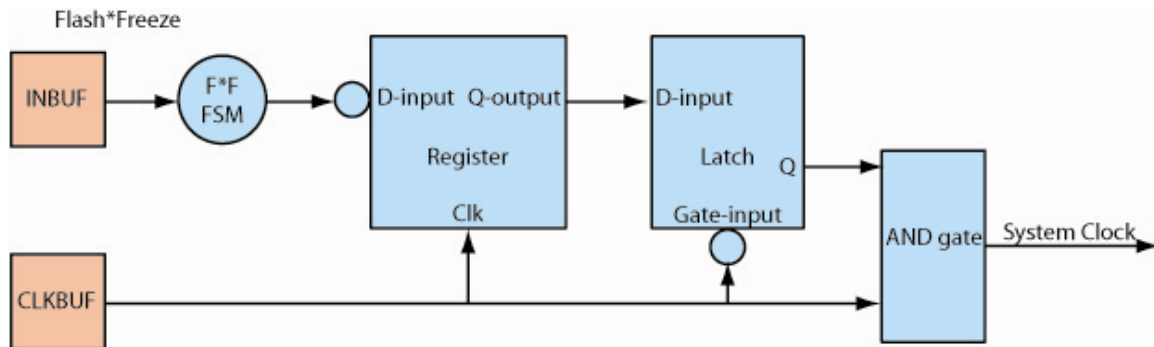 Flash*Freeze
INBUF
F*F
FSM
D-input Q-output
Register
Clk
D-input
Latch
Q
Gate-input
AND gate
System Clock
CLKBUF